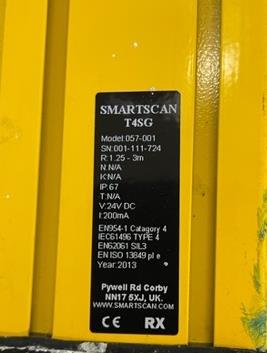 SMARTSCAN
T4SG
Model:057-001
SN:001-111-724
R:1.25 - 3m
N:N/A
K:N/A
IP:67
T:N/A
V:24V DC
I:200mA
EN954-1 Catagory 4
IEC61496 TYPE 4
EN62061 SIL3
EN ISO 13849 pl e
Year:2013
Pywell Rd Corby
NN17 5XJ, UK.
WWW.SMARTSCAN.COM
CE RX